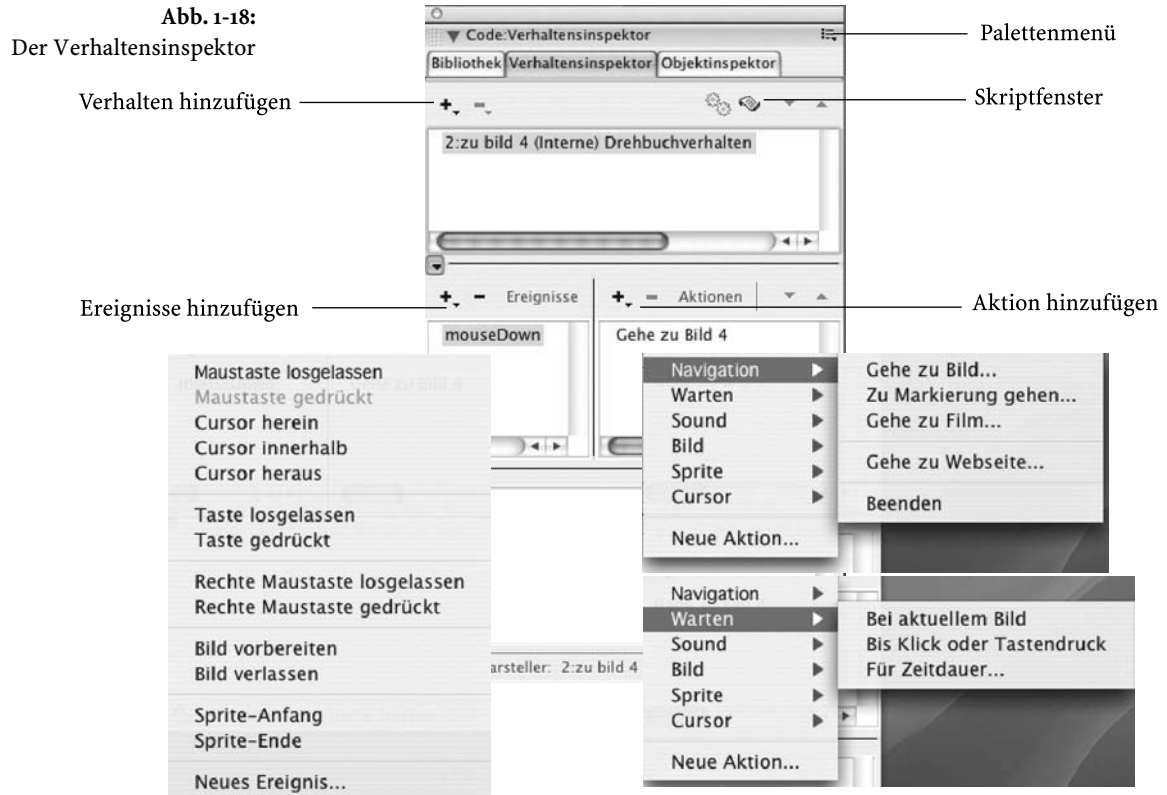 Abb. 1-18:
Der Verhaltensinspektor
Code:Verhaltensinspektor
Palettenmenü
Bibliothek Verhaltensinspektor Objektinspektor
Verhalten hinzufügen
Skriptfenster
2:zu bild 4 (Interne) Drehbuchverhalten
Ereignisse hinzufügen
Ereignisse
Aktionen
Aktion hinzufügen
mouseDown
Gehe zu Bild 4
Maustaste losgelassen
Maustaste gedrückt
Cursor herein
Cursor innerhalb
Cursor heraus
Taste losgelassen
Taste gedrückt
Rechte Maustaste losgelassen
Rechte Maustaste gedrückt
Bild vorbereiten
Bild verlassen
Sprite-Anfang
Sprite-Ende
Neues Ereignis...
Navigation
Warten
Sound
Bild
Sprite
Cursor
Neue Aktion...
Gehe zu Bild...
Zu Markierung gehen...
Gehe zu Film...
Gehe zu Webseite...
Beenden
arsteller: 2:zu bild 4
Navigation
Warten
Sound
Bild
Sprite
Cursor
Neue Aktion...
Bei aktuellem Bild
Bis Klick oder Tastendruck
Für Zeitdauer...